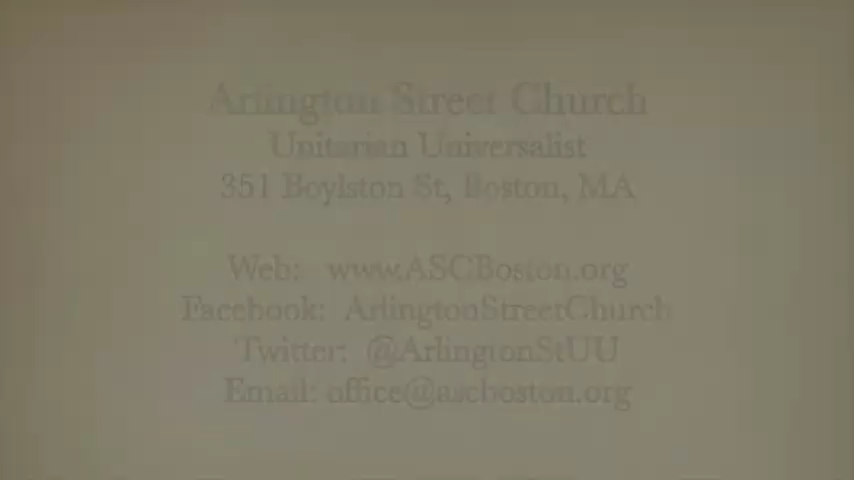 Arlington Street Church
Unitarian Universalist
351 Boylston St, Boston, MA
Web: www.ASCBoston.org
Facebook: ArlingtonStreetChurch
Twitter: @ArlingtonStUU
Email: office@ascboston.org